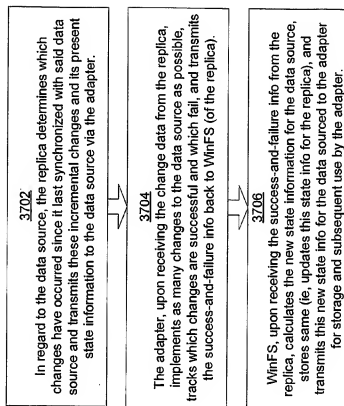 3702
In regard to the data source, the replica determines which
changes have occurred since it last synchronized with said data
source and transmits these incremental changes and its present
state information to the data source via the adapter.
3704
The adapter, upon receiving the change data from the replica,
implements as many changes to the data source as possible,
tracks which changes are successful and which fail, and transmits
the success-and-failure info back to WinFS (of the replica).
3706
WinFS, upon receiving the success-and-failure info from the
replica, calculates the new state information for the data source,
stores same (ie, updates this state info for the replica), and
transmits this new state info for the data sourced to the adapter
for storage and subsequent use by the adapter.